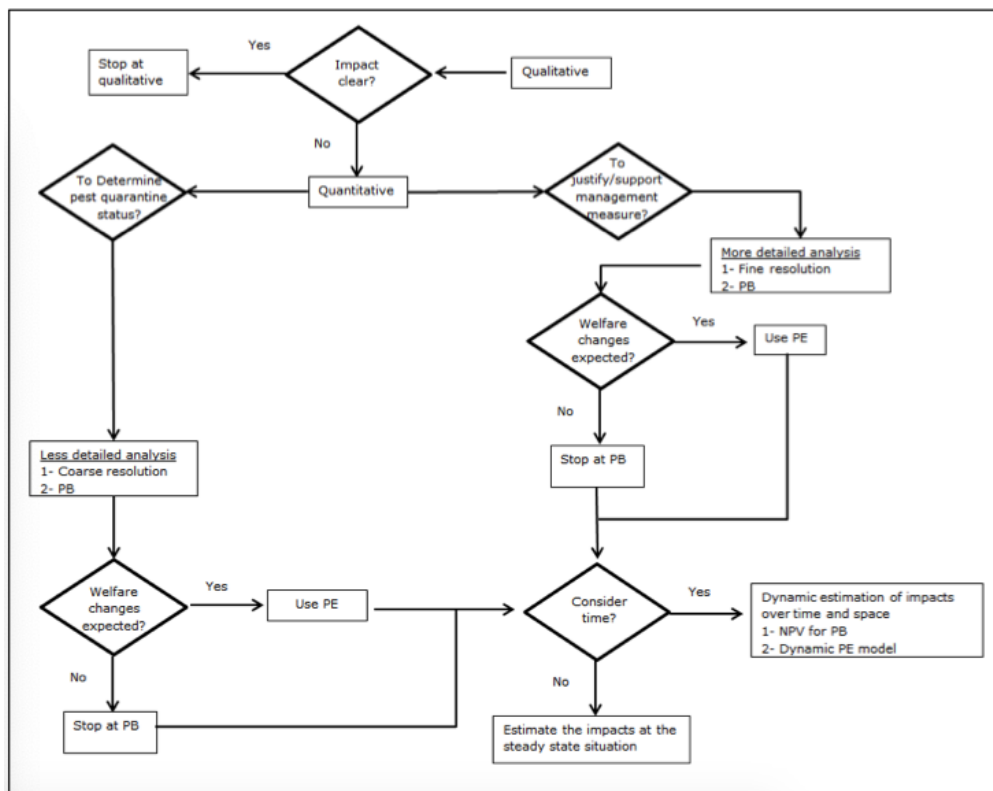 Yes
Stop at
qualitative
Impact
clear?
Qualitative
No
To Determine
pest quarantine
status?
Quantitative
To
justify/support
management
measure?
More detailed analysis
1- Fine resolution
2- PB
Welfare
changes
expected?
Yes
Use PE
No
Stop at PB
Less detailed analysis
1- Coarse resolution
2- PB
Welfare
changes
expected?
Yes
Use PE
No
Stop at PB
Consider
time?
Yes
Dynamic estimation of impacts
over time and space
1- NPV for PB
2- Dynamic PE model
No
Estimate the impacts at the
steady state situation